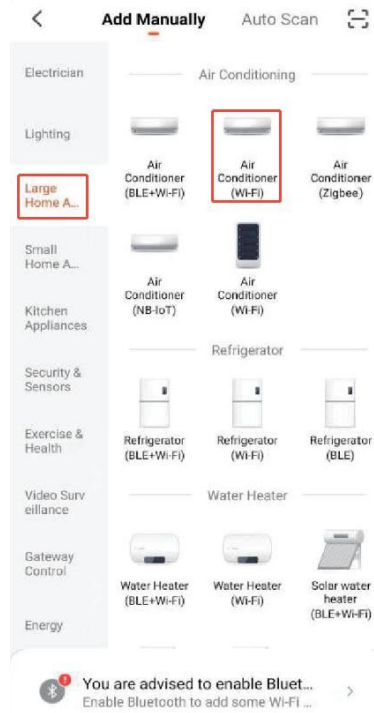 Add Manually Auto Scan
Electrician
Lighting
Large
Home A...
Small
Home A...
Kitchen
Appliances
Security &
Sensors
Exercise &
Health
Video Surv
eillance
Gateway
Control
Energy
Air Conditioning
Air
Conditioner
(BLE+Wi-Fi)
Air
Conditioner
(Wi-Fi)
Air
Conditioner
(Zigbee)
Air
Conditioner
(NB-IoT)
Air
Conditioner
(Wi-Fi)
Refrigerator
Refrigerator
(BLE+Wi-Fi)
Refrigerator
(Wi-Fi)
Refrigerator
(BLE)
Water Heater
Water Heater
(BLE+Wi-Fi)
Water Heater
(Wi-Fi)
Solar water
heater
(BLE+Wi-Fi)
You are advised to enable Bluet...
Enable Bluetooth to add some Wi-Fi ...